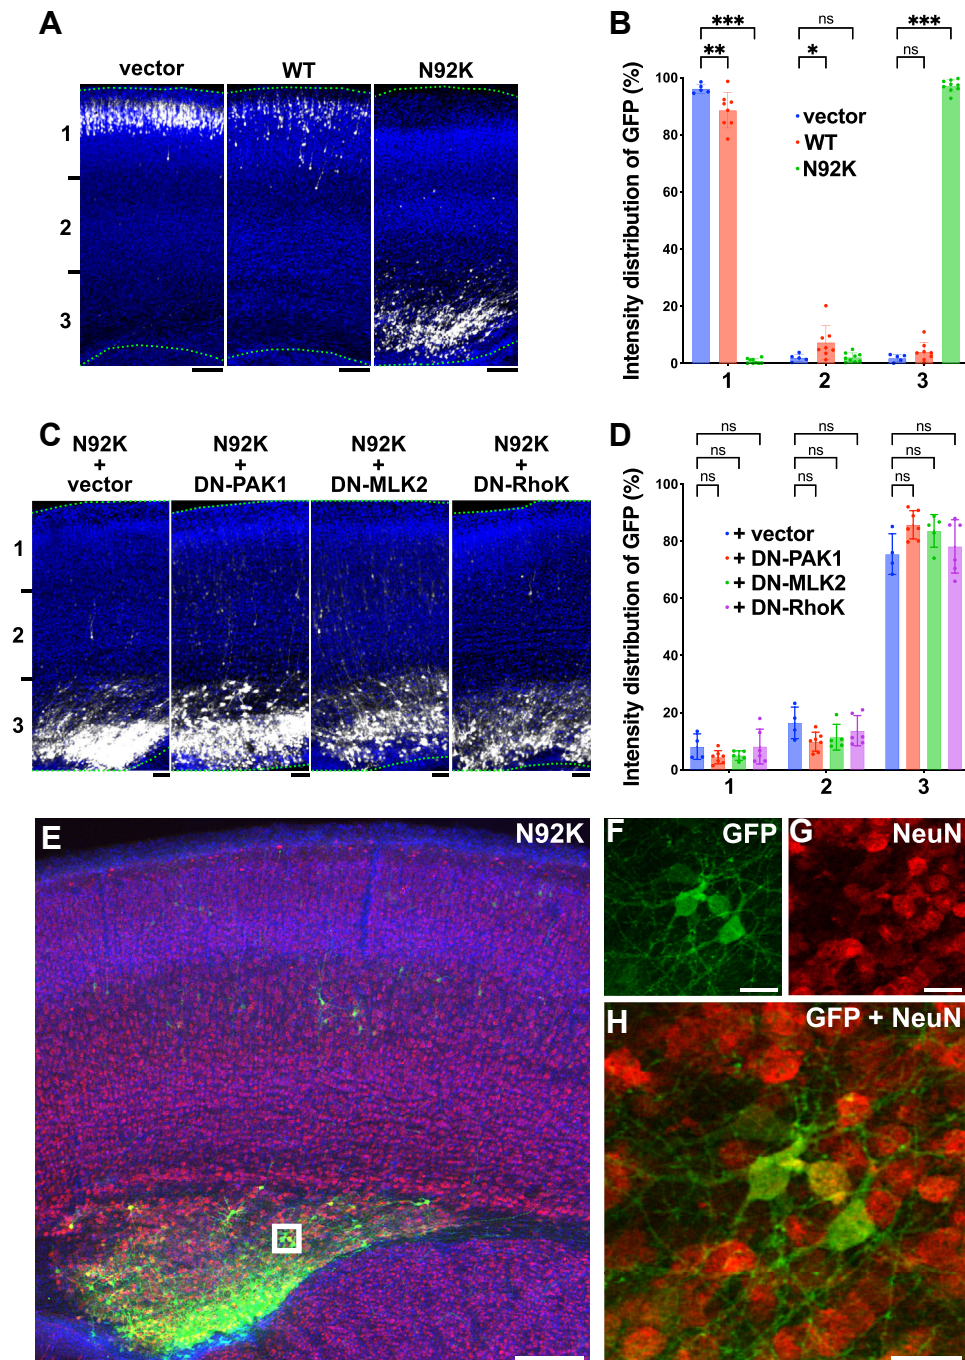 A
vector
WT
N92K
1
2
3
B
***
ns
***
**
*
ns
Intensity distribution of GFP (%)
100
80
60
40
20
0
vector
WT
N92K
1
2
3
C
N92K
+
vector
N92K
+
DN-PAK1
N92K
+
DN-MLK2
N92K
+
DN-RhoK
1
2
3
D
ns
ns
ns
ns
ns
ns
ns
ns
ns
Intensity distribution of GFP (%)
100
80
60
40
20
0
+ vector
+ DN-PAK1
+ DN-MLK2
+ DN-RhoK
1
2
3
E
N92K
F
GFP
G
NeuN
H
GFP + NeuN